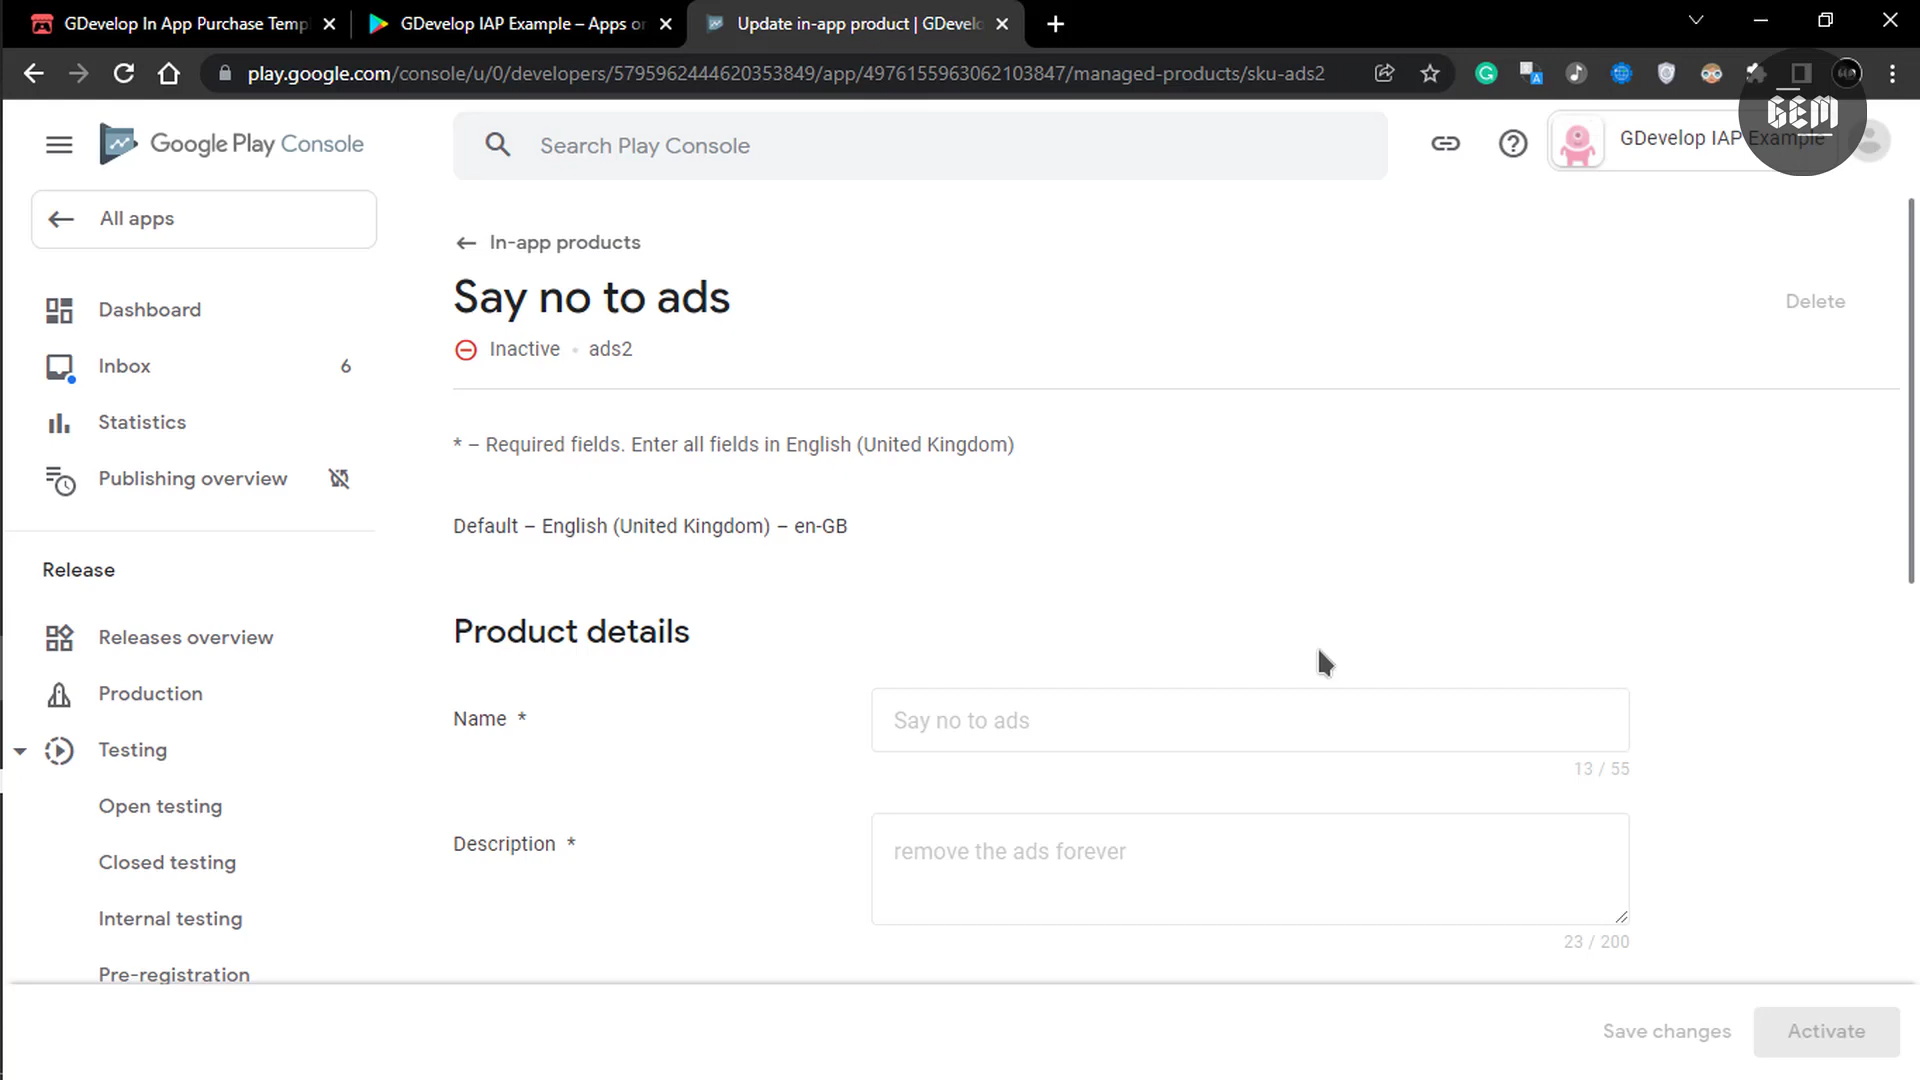 GDevelop In App Purchase Temp
GDevelop IAP Example – Apps or
Update in-app product | GDevelo
play.google.com/console/u/0/developers/5795962444620353849/app/4976155963062103847/managed-products/sku-ads2
Google Play Console
Search Play Console
GDevelop IAP Example
GEM
All apps
In-app products
Say no to ads
Delete
Inactive • ads2
Dashboard
Inbox 6
Statistics
Publishing overview
* – Required fields. Enter all fields in English (United Kingdom)
Default – English (United Kingdom) – en-GB
Release
Releases overview
Production
Testing
Open testing
Closed testing
Internal testing
Pre-registration
Product details
Name *
Say no to ads
13 / 55
Description *
remove the ads forever
23 / 200
Save changes
Activate